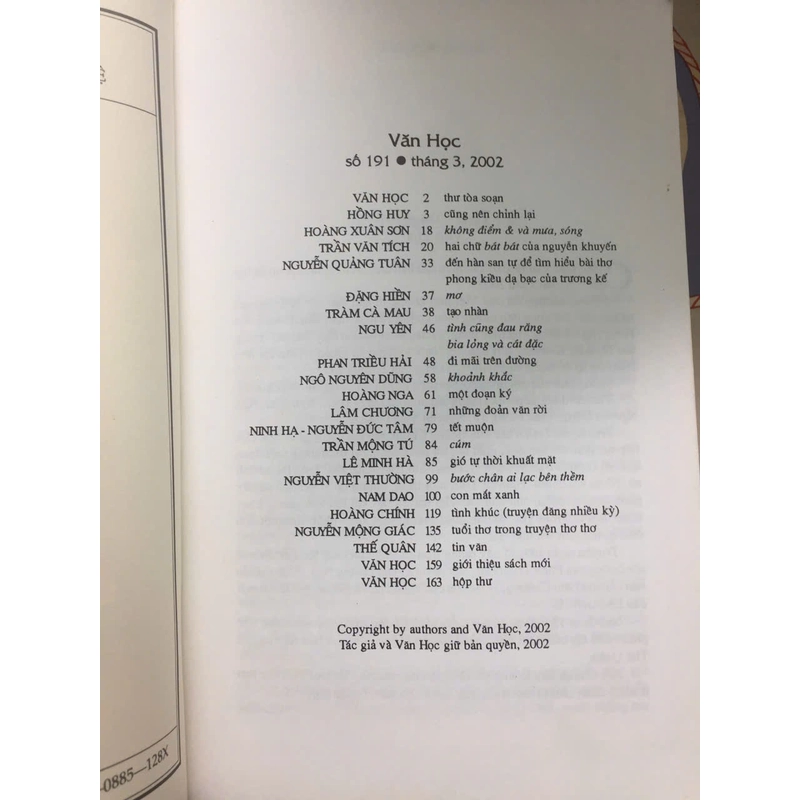 Ệ
Văn Học
số 191 ● tháng 3, 2002
VĂN HỌC 2 thư tòa soạn
HỒNG HUY 3 cũng nên chỉnh lại
HOÀNG XUÂN SƠN 18 không điểm & và mưa, sóng
TRẦN VĂN TÍCH 20 hai chữ bát bát của nguyễn khuyến
NGUYỄN QUẢNG TUÂN 33 đến hàn san tự để tìm hiểu bài thơ
phong kiều dạ bạc của trương kế
ĐẶNG HIỀN 37 mơ
TRÀM CÀ MAU 38 tạo nhàn
NGU YÊN 46 tình cũng đau răng
bia lỏng và cát đặc
PHAN TRIỀU HẢI 48 đi mãi trên đường
NGÔ NGUYÊN DŨNG 58 khoảnh khắc
HOÀNG NGA 61 một đoạn ký
LÂM CHƯƠNG 71 những đoản văn rời
NINH HẠ - NGUYỄN ĐỨC TÂM 79 tết muộn
TRẦN MỘNG TÚ 84 cúm
LÊ MINH HÀ 85 gió tự thời khuất mặt
NGUYỄN VIỆT THƯỜNG 99 bước chân ai lạc bên thềm
NAM DAO 100 con mắt xanh
HOÀNG CHÍNH 119 tình khúc (truyện đăng nhiều kỳ)
NGUYỄN MỘNG GIÁC 135 tuổi thơ trong truyện thơ thơ
THẾ QUÂN 142 tin văn
VĂN HỌC 159 giới thiệu sách mới
VĂN HỌC 163 hộp thư
Copyright by authors and Văn Học, 2002
Tác giả và Văn Học giữ bản quyền, 2002
-0885—128X